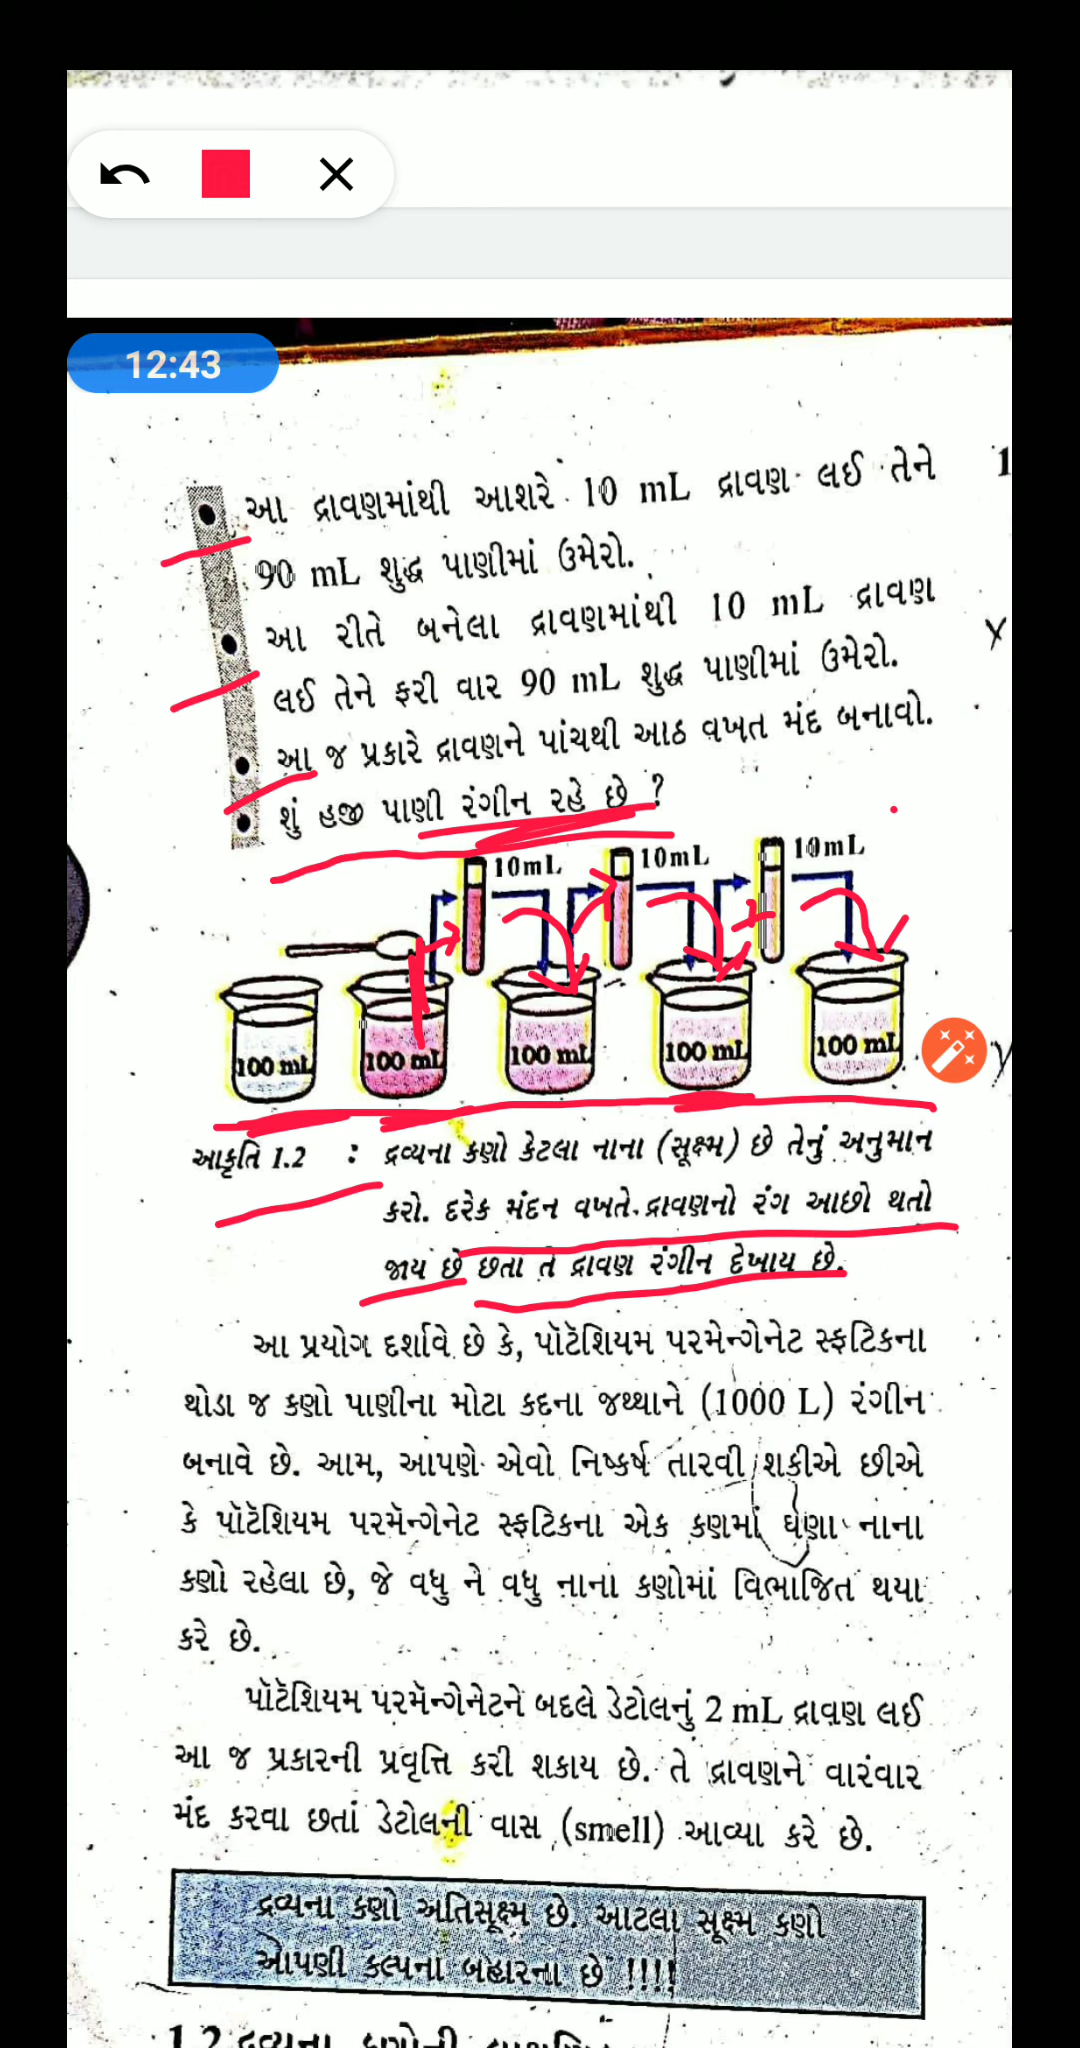 12:43
આ દ્રાવણમાંથી આશરે 10 mL દ્રાવણ લઈ તેને
90 mL શુદ્ધ પાણીમાં ઉમેરો.
આ રીતે બનેલા દ્રાવણમાંથી 10 mL દ્રાવણ
લઈ તેને ફરી વાર 90 mL શુદ્ધ પાણીમાં ઉમેરો.
આ જ પ્રકારે દ્રાવણને પાંચથી આઠ વખત મંદ બનાવો.
શું હજી પાણી રંગીન રહે છે ?
10mL 10mL 10mL
100 mL 100 mL 100 mL 100 mL 100 mL
આકૃતિ 1.2 : દ્રવ્યના કણો કેટલા નાના (સૂક્ષ્મ) છે તેનું અનુમાન
કરો. દરેક મંદન વખતે દ્રાવણનો રંગ આછો થતો
જાય છે છતા તે દ્રાવણ રંગીન દેખાય છે.
આ પ્રયોગ દર્શાવે છે કે, પૉટૅશિયમ પરમેન્ગેનેટ સ્ફટિકના
થોડા જ કણો પાણીના મોટા કદના જથ્થાને (1000 L) રંગીન
બનાવે છે. આમ, આપણે એવો નિષ્કર્ષ તારવી શકીએ છીએ
કે પૉટૅશિયમ પરમૅન્ગેનેટ સ્ફટિકના એક કણમાં ઘણા નાના
કણો રહેલા છે, જે વધુ ને વધુ નાના કણોમાં વિભાજિત થયા
કરે છે.
પૉટૅશિયમ પરમૅન્ગેનેટને બદલે ડેટોલનું 2 mL દ્રાવણ લઈ
આ જ પ્રકારની પ્રવૃત્તિ કરી શકાય છે. તે દ્રાવણને વારંવાર
મંદ કરવા છતાં ડેટોલની વાસ (smell) આવ્યા કરે છે.
દ્રવ્યના કણો અતિસૂક્ષ્મ છે. આટલા સૂક્ષ્મ કણો
આપણી કલ્પના બહારના છે !!!!
1.2 દ્રવ્યના કણોની